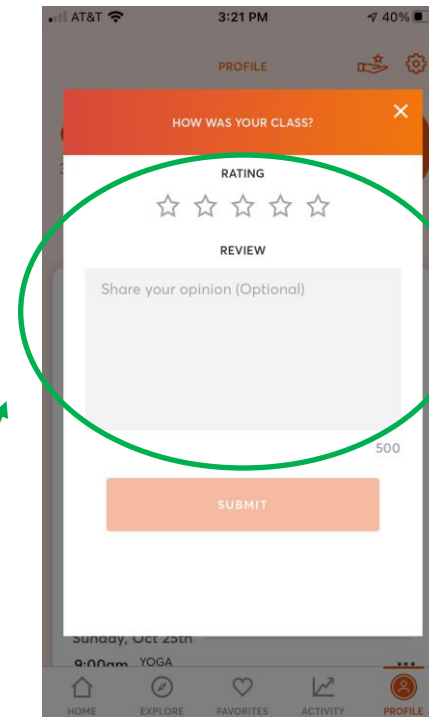 AT&T 3:21 PM 40%
PROFILE
HOW WAS YOUR CLASS?
RATING
REVIEW
Share your opinion (Optional)
500
SUBMIT
Sunday, Oct 25th
9:00am YOGA
HOME EXPLORE FAVORITES ACTIVITY PROFILE